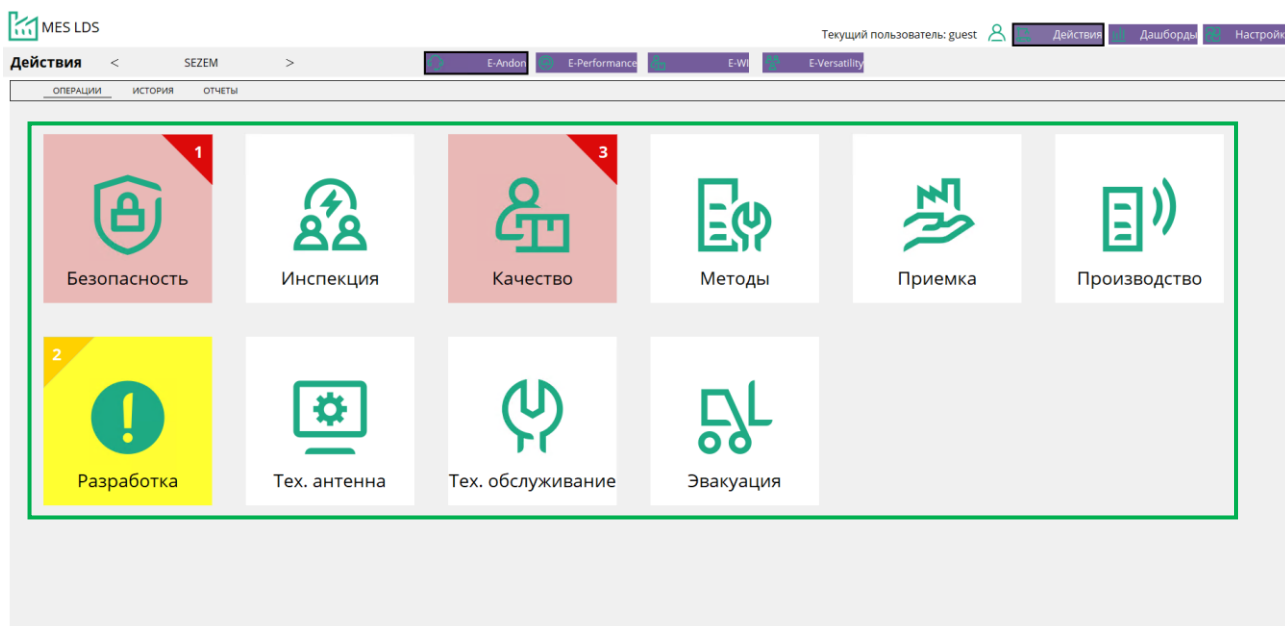 MES LDS
Текущий пользователь: guest
Действия
Дашборды
Настройк
Действия < SEZEM >
E-Andon
E-Performance
E-WI
E-Versatility
ОПЕРАЦИИ ИСТОРИЯ ОТЧЕТЫ
1
3
Безопасность
Инспекция
Качество
Методы
Приемка
Производство
2
Разработка
Тех. антенна
Тех. обслуживание
Эвакуация